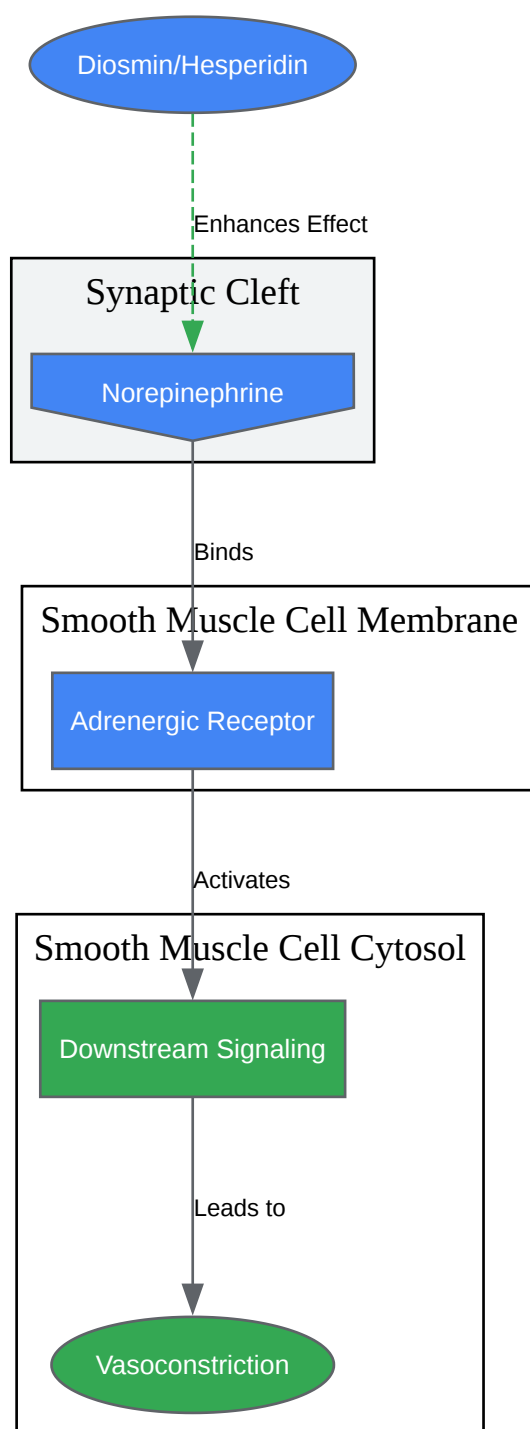 Diosmin/Hesperidin
Enhances Effect
Synaptic Cleft
Norepinephrine
Binds
Smooth Muscle Cell Membrane
Adrenergic Receptor
Activates
Smooth Muscle Cell Cytosol
Downstream Signaling
Leads to
Vasoconstriction